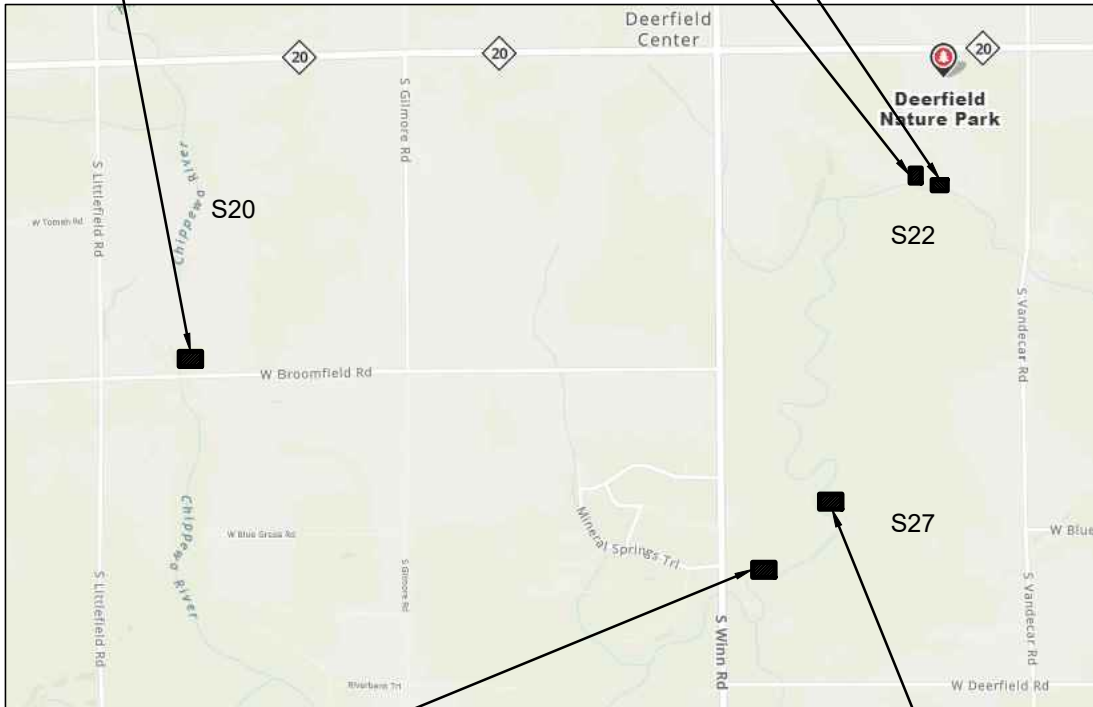 Deerfield
Center
20
20
20
Deerfield
Nature Park
S Gilmore Rd
S Littlefield Rd
Chippewa River
W Tomah Rd
S20
S22
S Vandecar Rd
W Broomfield Rd
Chippewa River
W Blue Grass Rd
Mineral Springs Trl
S27
W Blue
S Littlefield Rd
S Gilmore Rd
S Winn Rd
S Vandecar Rd
Riverbend Trl
W Deerfield Rd